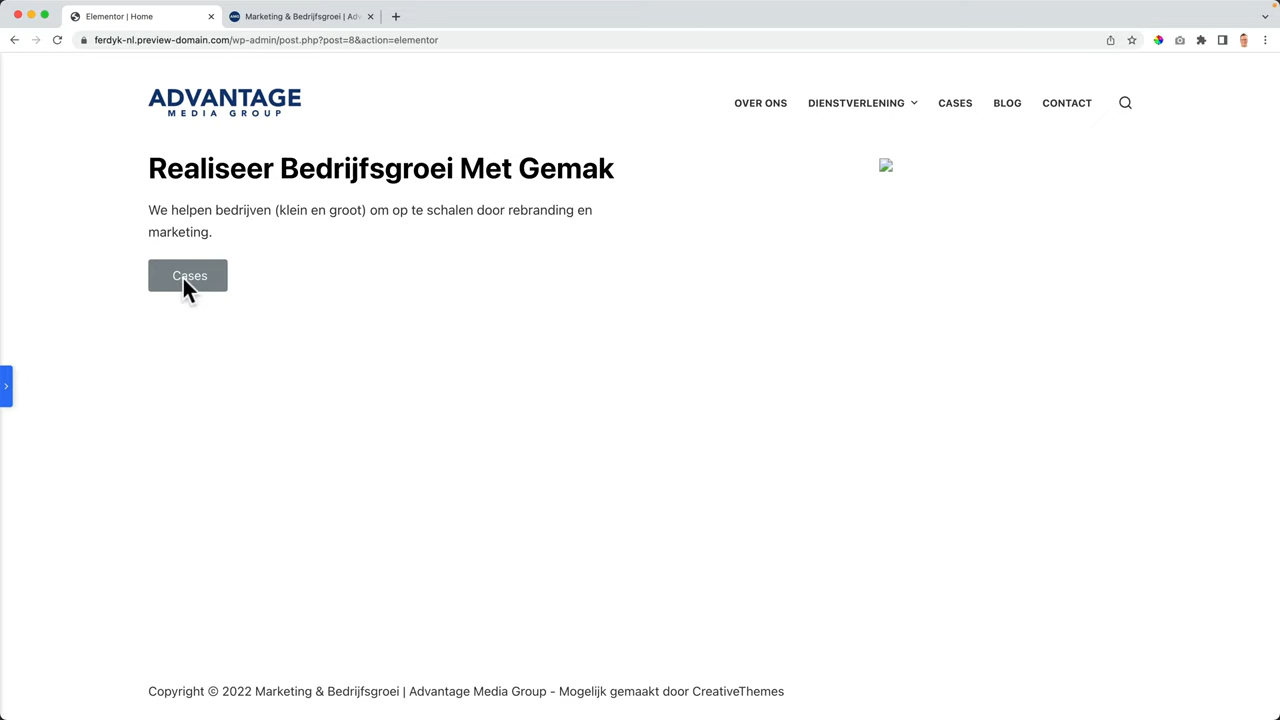 Elementor | Home
Marketing & Bedrijfsgroei | Adv
ferdyk-nl.preview-domain.com/wp-admin/post.php?post=8&action=elementor
ADVANTAGE
MEDIA GROUP
OVER ONS
DIENSTVERLENING
CASES
BLOG
CONTACT
Realiseer Bedrijfsgroei Met Gemak
We helpen bedrijven (klein en groot) om op te schalen door rebranding en
marketing.
Cases
Copyright © 2022 Marketing & Bedrijfsgroei | Advantage Media Group - Mogelijk gemaakt door CreativeThemes